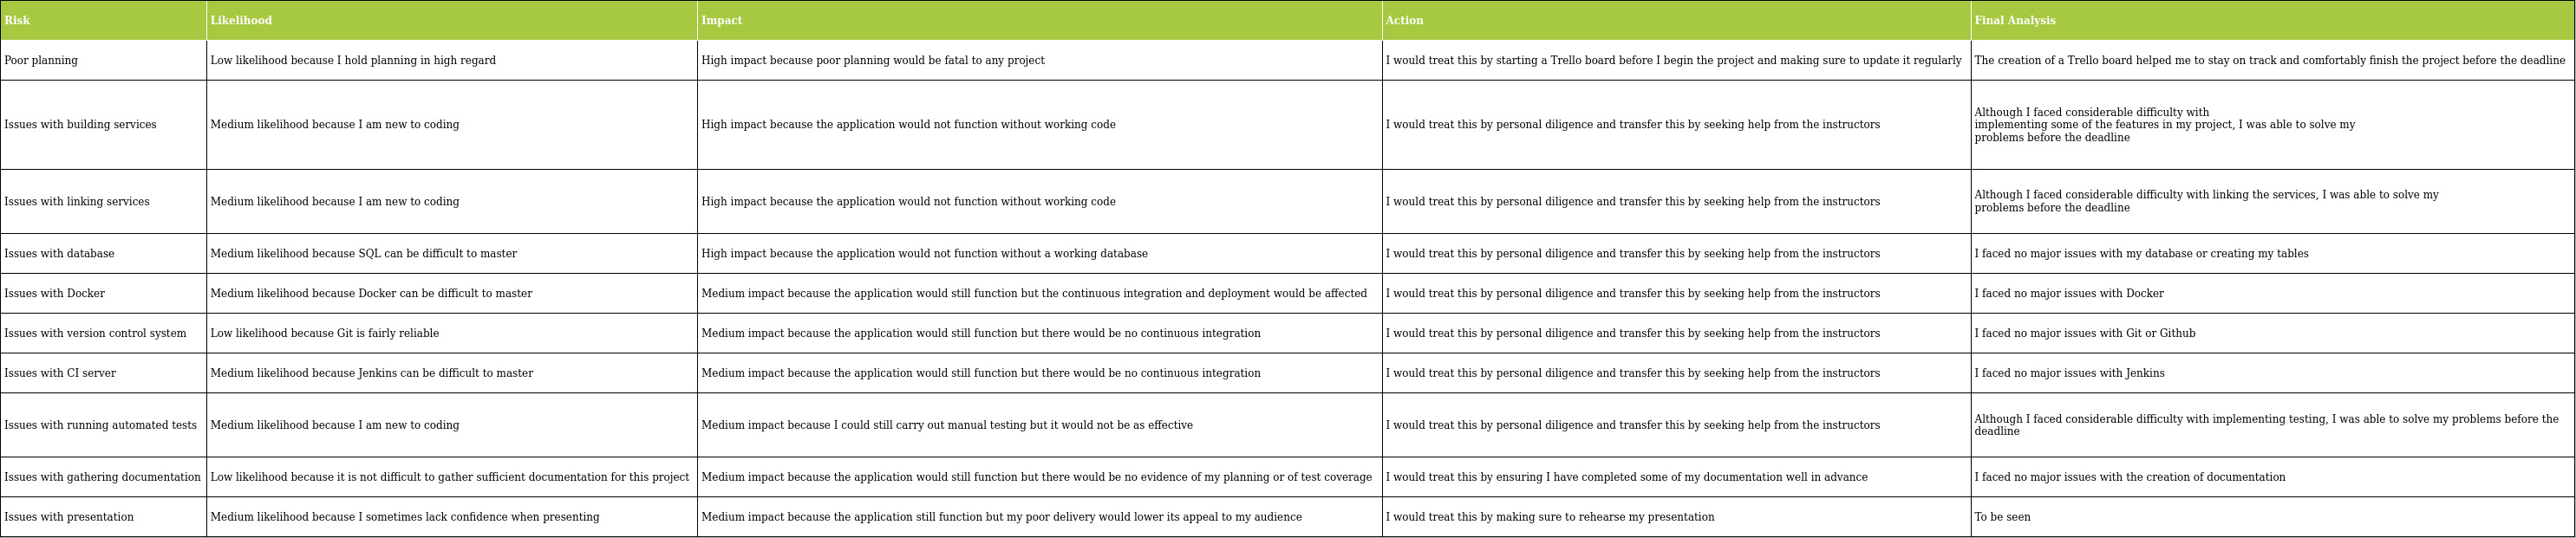 Risk Likelihood Impact Action Final Analysis
Poor planning Low likelihood because I hold planning in high regard High impact because poor planning would be fatal to any project I would treat this by starting a Trello board before I begin the project and making sure to update it regularly The creation of a Trello board helped me to stay on track and comfortably finish the project before the deadline
Issues with building services Medium likelihood because I am new to coding High impact because the application would not function without working code I would treat this by personal diligence and transfer this by seeking help from the instructors Although I faced considerable difficulty with
implementing some of the features in my project, I was able to solve my
problems before the deadline
Issues with linking services Medium likelihood because I am new to coding High impact because the application would not function without working code I would treat this by personal diligence and transfer this by seeking help from the instructors Although I faced considerable difficulty with linking the services, I was able to solve my
problems before the deadline
Issues with database Medium likelihood because SQL can be difficult to master High impact because the application would not function without a working database I would treat this by personal diligence and transfer this by seeking help from the instructors I faced no major issues with my database or creating my tables
Issues with Docker Medium likelihood because Docker can be difficult to master Medium impact because the application would still function but the continuous integration and deployment would be affected I would treat this by personal diligence and transfer this by seeking help from the instructors I faced no major issues with Docker
Issues with version control system Low likelihood because Git is fairly reliable Medium impact because the application would still function but there would be no continuous integration I would treat this by personal diligence and transfer this by seeking help from the instructors I faced no major issues with Git or Github
Issues with CI server Medium likelihood because Jenkins can be difficult to master Medium impact because the application would still function but there would be no continuous integration I would treat this by personal diligence and transfer this by seeking help from the instructors I faced no major issues with Jenkins
Issues with running automated tests Medium likelihood because I am new to coding Medium impact because I could still carry out manual testing but it would not be as effective I would treat this by personal diligence and transfer this by seeking help from the instructors Although I faced considerable difficulty with implementing testing, I was able to solve my problems before the
deadline
Issues with gathering documentation Low likelihood because it is not difficult to gather sufficient documentation for this project Medium impact because the application would still function but there would be no evidence of my planning or of test coverage I would treat this by ensuring I have completed some of my documentation well in advance I faced no major issues with the creation of documentation
Issues with presentation Medium likelihood because I sometimes lack confidence when presenting Medium impact because the application still function but my poor delivery would lower its appeal to my audience I would treat this by making sure to rehearse my presentation To be seen